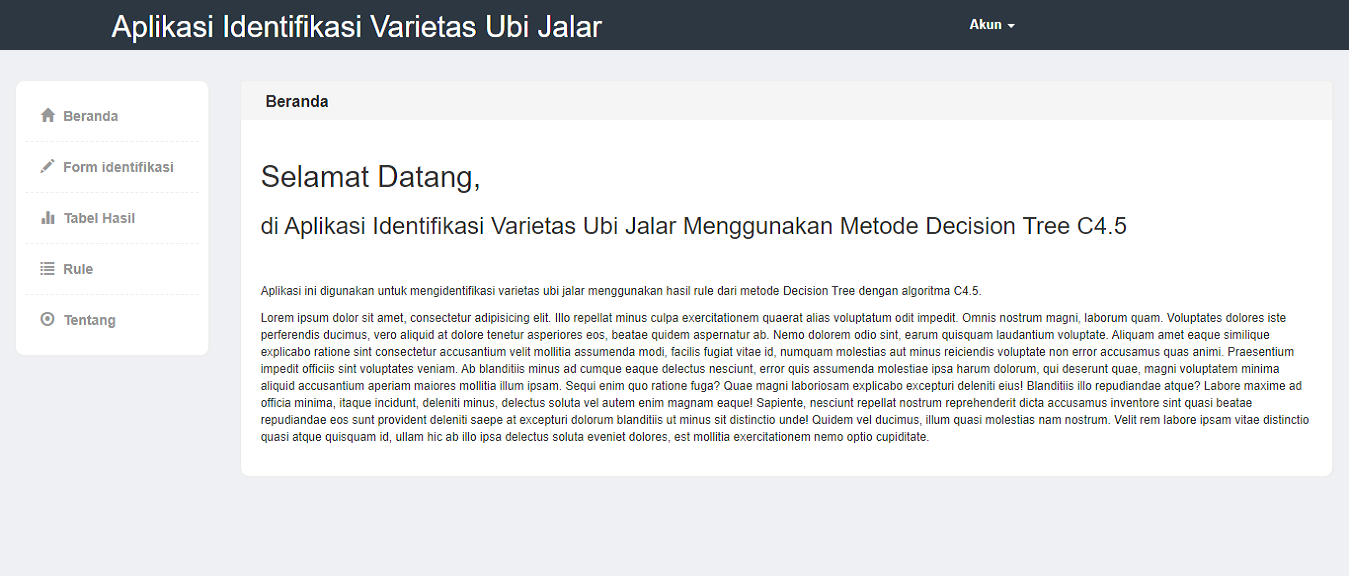 Aplikasi Identifikasi Varietas Ubi Jalar
Akun
Beranda
Form identifikasi
Tabel Hasil
Rule
Tentang
Beranda
Selamat Datang,
di Aplikasi Identifikasi Varietas Ubi Jalar Menggunakan Metode Decision Tree C4.5
Aplikasi ini digunakan untuk mengidentifikasi varietas ubi jalar menggunakan hasil rule dari metode Decision Tree dengan algoritma C4.5.
Lorem ipsum dolor sit amet, consectetur adipisicing elit. Illo repellat minus culpa exercitationem quaerat alias voluptatum odit impedit. Omnis nostrum magni, laborum quam. Voluptates dolores iste
perferendis ducimus, vero aliquid at dolore tenetur asperiores eos, beatae quidem aspernatur ab. Nemo dolorem odio sint, earum quisquam laudantium voluptate. Aliquam amet eaque similique
explicabo ratione sint consectetur accusantium velit mollitia assumenda modi, facilis fugiat vitae id, numquam molestias aut minus reiciendis voluptate non error accusamus quas animi. Praesentium
impedit officiis sint voluptates veniam. Ab blanditiis minus ad cumque eaque delectus nesciunt, error quis assumenda molestiae ipsa harum dolorum, qui deserunt quae, magni voluptatem minima
aliquid accusantium aperiam maiores mollitia illum ipsam. Sequi enim quo ratione fuga? Quae magni laboriosam explicabo excepturi deleniti eius! Blanditiis illo repudiandae atque? Labore maxime ad
officia minima, itaque incidunt, deleniti minus, delectus soluta vel autem enim magnam eaque! Sapiente, nesciunt repellat nostrum reprehenderit dicta accusamus inventore sint quasi beatae
repudiandae eos sunt provident deleniti saepe at excepturi dolorum blanditiis ut minus sit distinctio unde! Quidem vel ducimus, illum quasi molestias nam nostrum. Velit rem labore ipsam vitae distinctio
quasi atque quisquam id, ullam hic ab illo ipsa delectus soluta eveniet dolores, est mollitia exercitationem nemo optio cupiditate.